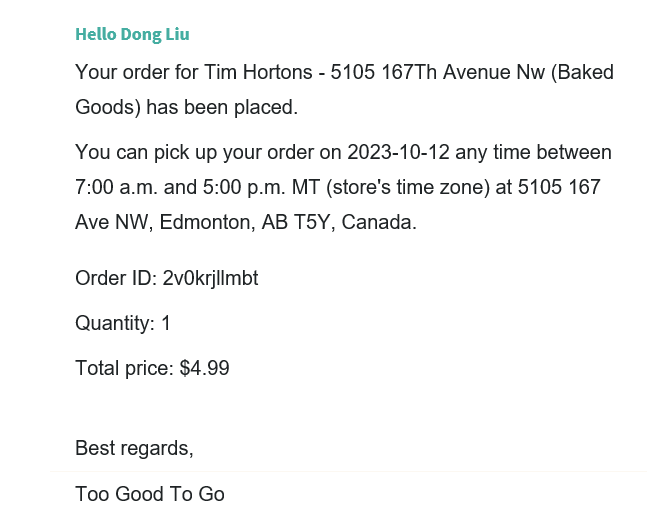 Hello Dong Liu
Your order for Tim Hortons - 5105 167Th Avenue Nw (Baked
Goods) has been placed.
You can pick up your order on 2023-10-12 any time between
7:00 a.m. and 5:00 p.m. MT (store's time zone) at 5105 167
Ave NW, Edmonton, AB T5Y, Canada.
Order ID: 2v0krjllmbt
Quantity: 1
Total price: $4.99
Best regards,
Too Good To Go